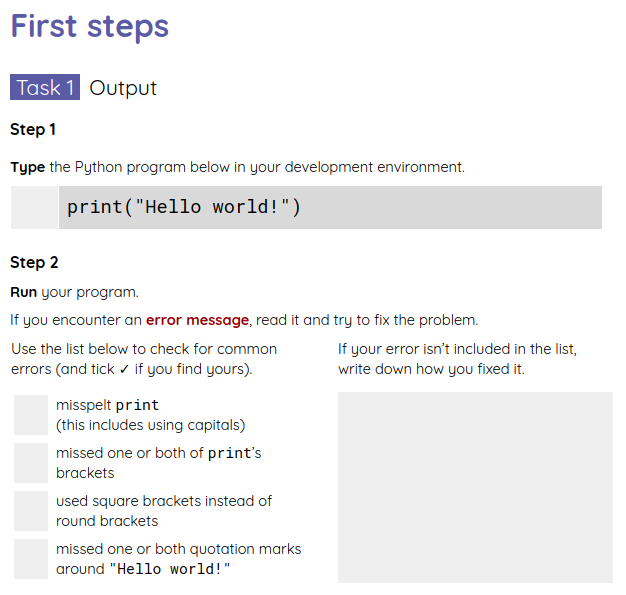 First steps
Task 1 Output
Step 1
Type the Python program below in your development environment.
print("Hello world!")
Step 2
Run your program.
If you encounter an error message, read it and try to fix the problem.
Use the list below to check for common
errors (and tick ✓ if you find yours).
misspelt print
(this includes using capitals)
missed one or both of print's
brackets
used square brackets instead of
round brackets
missed one or both quotation marks
around "Hello world!"
If your error isn't included in the list,
write down how you fixed it.